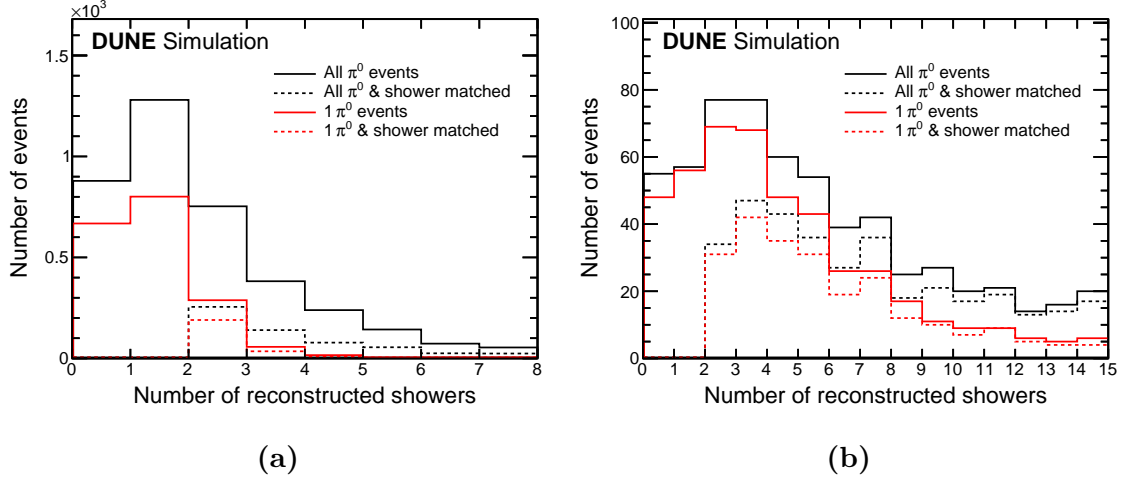 ×10³
DUNE Simulation
All π⁰ events
All π⁰ & shower matched
1 π⁰ events
1 π⁰ & shower matched
1.5
1
0.5
0
0 1 2 3 4 5 6 7 8
Number of events
Number of reconstructed showers
(a)
DUNE Simulation
All π⁰ events
All π⁰ & shower matched
1 π⁰ events
1 π⁰ & shower matched
100
80
60
40
20
0
0 1 2 3 4 5 6 7 8 9 10 11 12 13 14 15
Number of events
Number of reconstructed showers
(b)